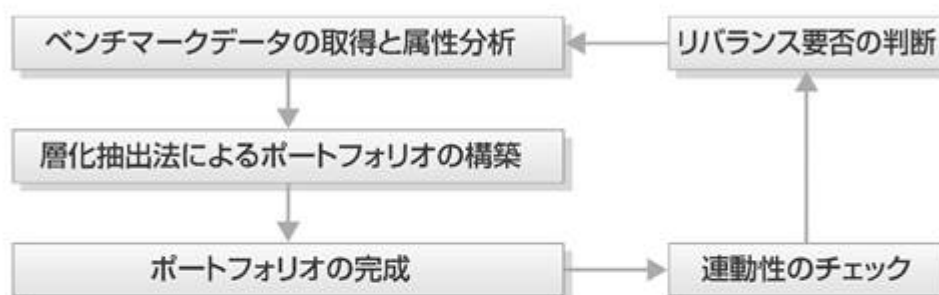 ベンチマークデータの取得と属性分析
リバランス要否の判断
層化抽出法によるポートフォリオの構築
ポートフォリオの完成
連動性のチェック